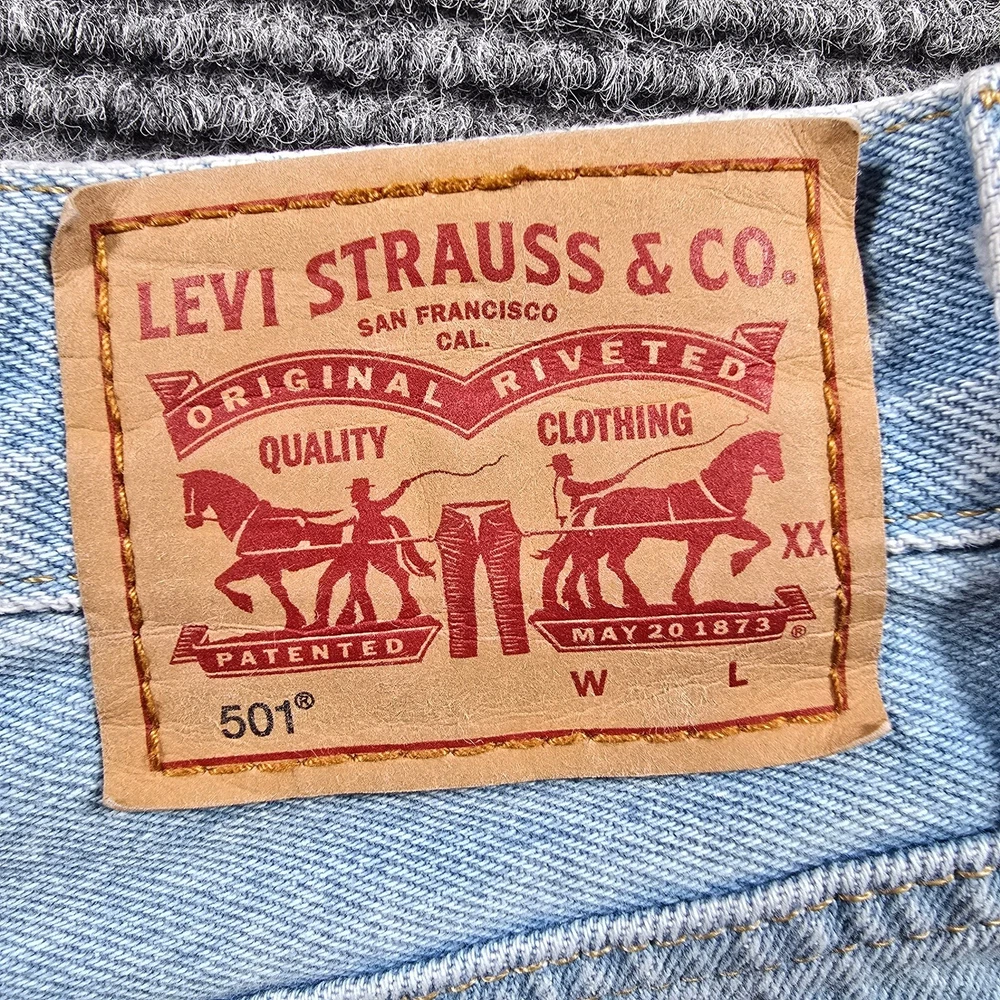 LEVI STRAUSS & CO.
SAN FRANCISCO
CAL.
ORIGINAL RIVETED
QUALITY CLOTHING
XX
PATENTED MAY 20 1873 ®
W L
501®